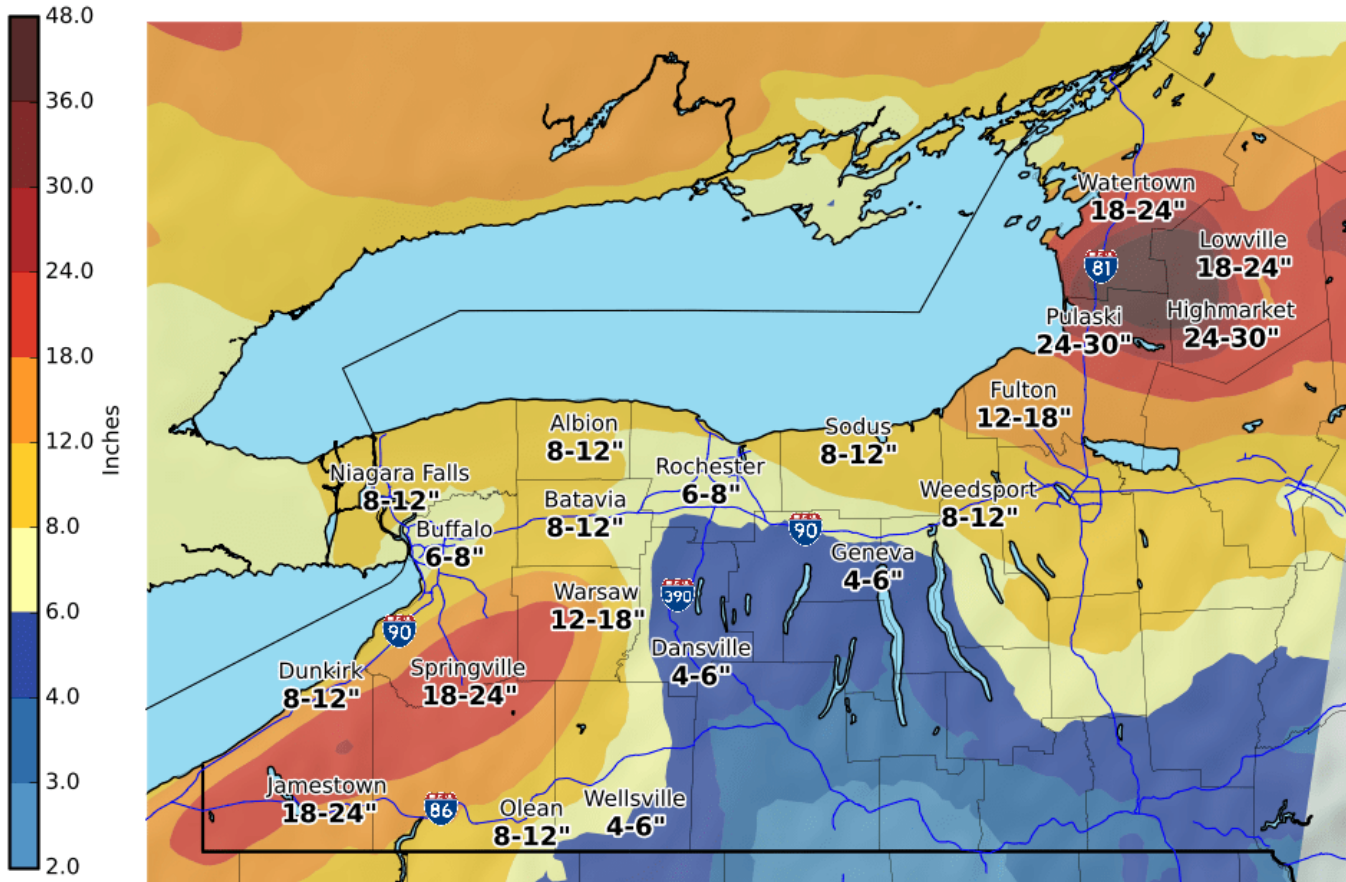 48.0
36.0
30.0
24.0
18.0
12.0
8.0
6.0
4.0
3.0
2.0
Inches
Watertown
18-24"
Lowville
18-24"
81
Pulaski
24-30"
Highmarket
24-30"
Fulton
12-18"
Albion
8-12"
Sodus
8-12"
Niagara Falls
8-12"
Rochester
6-8"
Batavia
8-12"
Weedsport
8-12"
Buffalo
6-8"
90
Geneva
4-6"
Warsaw
12-18"
390
90
Dansville
4-6"
Dunkirk
8-12"
Springville
18-24"
Jamestown
18-24"
86
Olean
8-12"
Wellsville
4-6"